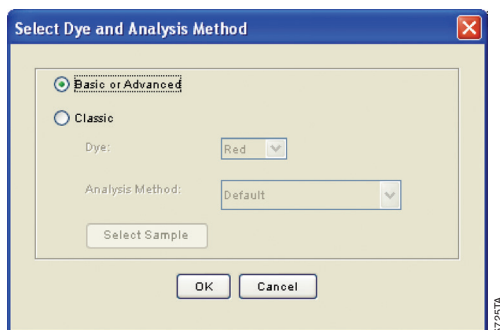 Select Dye and Analysis Method
Basic or Advanced
Classic
Dye:
Red
Analysis Method:
Default
Select Sample
OK
Cancel